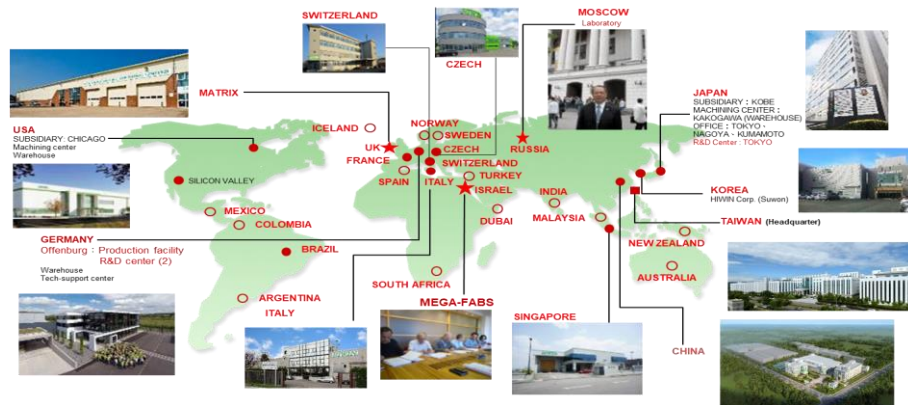 SWITZERLAND
CZECH
MOSCOW
Laboratory
MATRIX
USA
SUBSIDIARY: CHICAGO
Machining center
Warehouse
SILICON VALLEY
ICELAND
NORWAY
SWEDEN
UK
FRANCE
CZECH
SWITZERLAND
RUSSIA
SPAIN
ITALY
TURKEY
ISRAEL
JAPAN
SUBSIDIARY : KOBE
MACHINING CENTER :
KAKOGAWA (WAREHOUSE)
OFFICE : TOKYO、
NAGOYA、KUMAMOTO
R&D Center : TOKYO
KOREA
HIWIN Corp. (Suwon)
TAIWAN (Headquarter)
MEXICO
COLOMBIA
DUBAI
INDIA
MALAYSIA
NEW ZEALAND
AUSTRALIA
GERMANY
Offenburg : Production facility
R&D center (2)
Warehouse
Tech-support center
BRAZIL
ARGENTINA
ITALY
SOUTH AFRICA
MEGA-FABS
SINGAPORE
CHINA